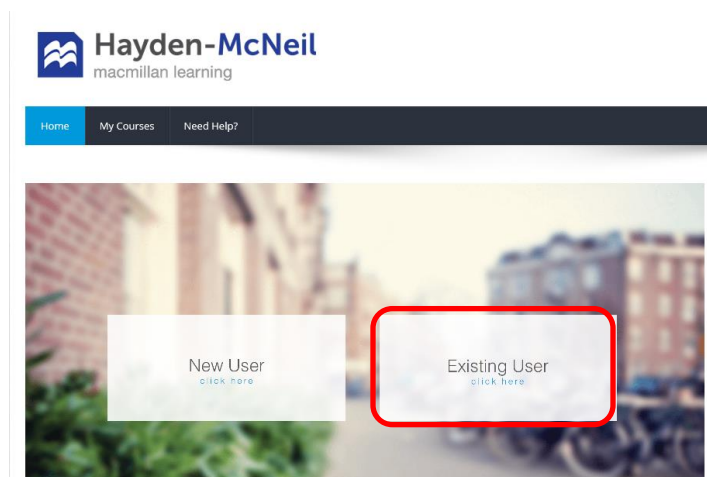 Hayden-McNeil
macmillan learning
Home My Courses Need Help?
New User
click here
Existing User
click here